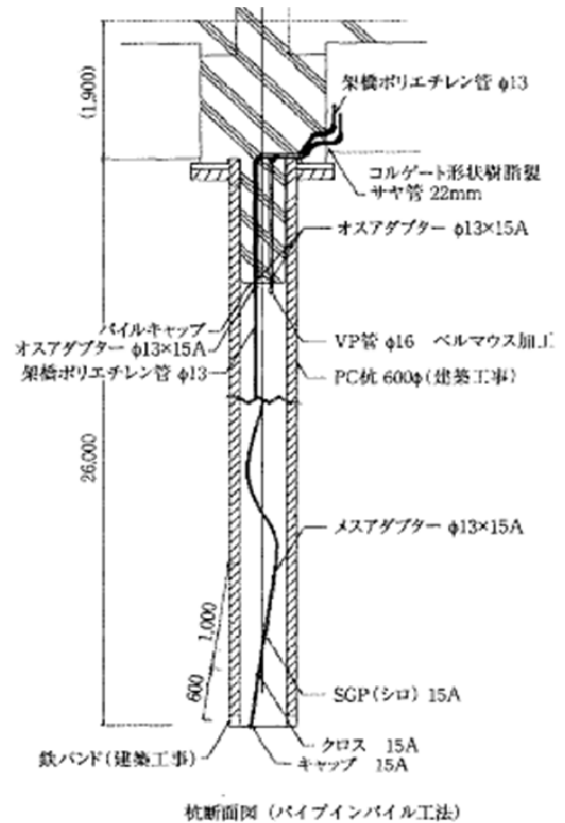 (1,900)
架橋ポリエチレン管 φ13
コルゲート形状樹脂製
サヤ管 22mm
オスアダプター φ13×15A
パイルキャップ
オスアダプター φ13×15A
架橋ポリエチレン管 φ13
VP管 φ16 ベルマウス加工
PC杭 600φ(建築工事)
26,000
メスアダプター φ13×15A
1,000
600
SGP(シロ) 15A
鉄バンド(建築工事)
クロス 15A
キャップ 15A
杭断面図 (パイプインパイル工法)